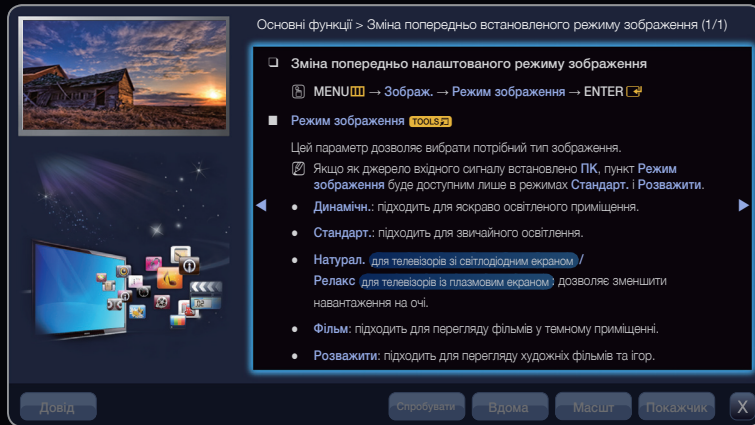 Основні функції > Зміна попередньо встановленого режиму зображення (1/1)
❑ Зміна попередньо налаштованого режиму зображення
MENU → Зображ. → Режим зображення → ENTER
■ Режим зображення TOOLS
Цей параметр дозволяє вибрати потрібний тип зображення.
Якщо як джерело вхідного сигналу встановлено ПК, пункт Режим
зображення буде доступним лише в режимах Стандарт. і Розважити.
● Динамічн.: підходить для яскраво освітленого приміщення.
● Стандарт.: підходить для звичайного освітлення.
● Натурал. для телевізорів зі світлодіодним екраном /
Релакс для телевізорів із плазмовим екраном : дозволяє зменшити
навантаження на очі.
● Фільм: підходить для перегляду фільмів у темному приміщенні.
● Розважити: підходить для перегляду художніх фільмів та ігор.
Довід Спробувати Вдома Масшт Покажчик X